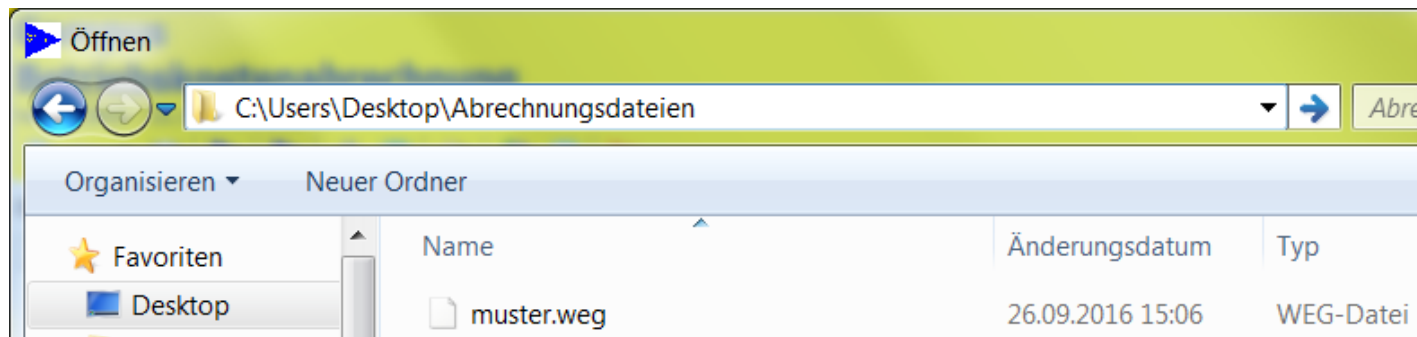 Öffnen
C:\Users\Desktop\Abrechnungsdateien
Abre
Organisieren Neuer Ordner
Favoriten Name Änderungsdatum Typ
Desktop
muster.weg 26.09.2016 15:06 WEG-Datei